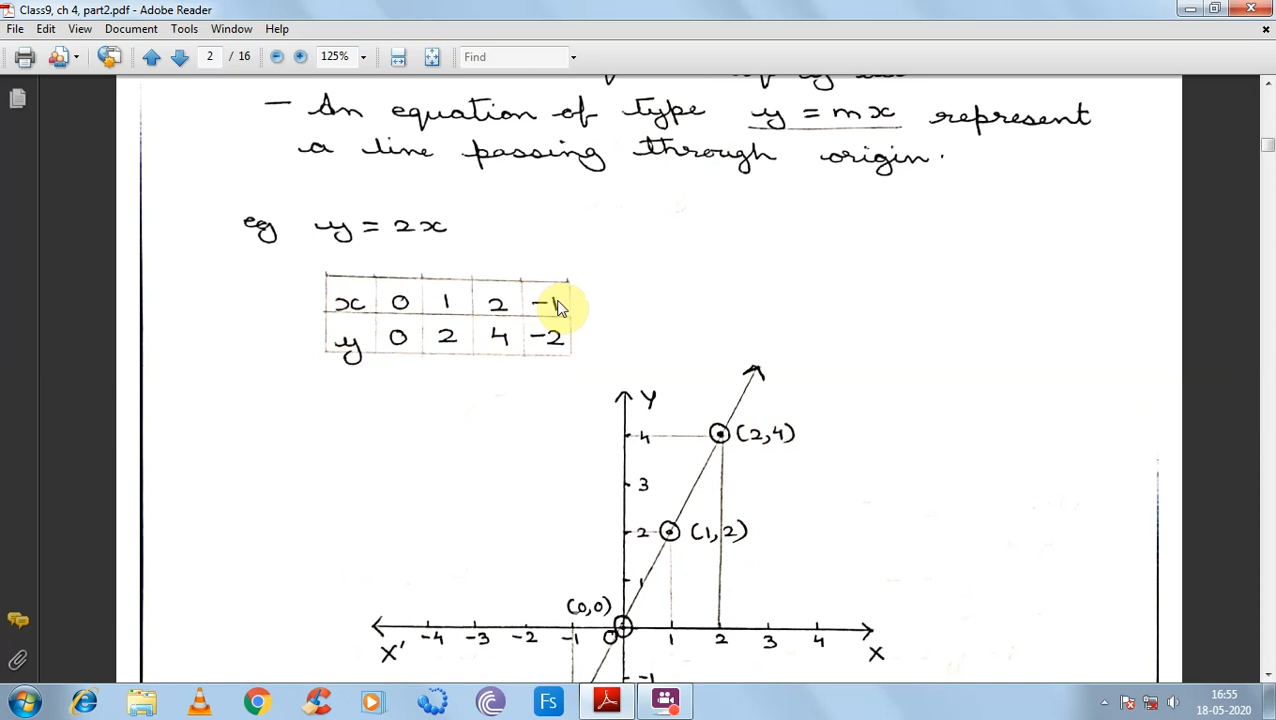 Class9, ch 4, part2.pdf - Adobe Reader
File Edit View Document Tools Window Help
2 / 16 125% Find
- An equation of type y = mx represent
a line passing through origin.
eg y = 2x
x 0 1 2 -1
y 0 2 4 -2
Y
4 (2,4)
3
2 (1,2)
1
(0,0)
-4 -3 -2 -1 0 1 2 3 4
X' X
-1
Fs
16:55
18-05-2020